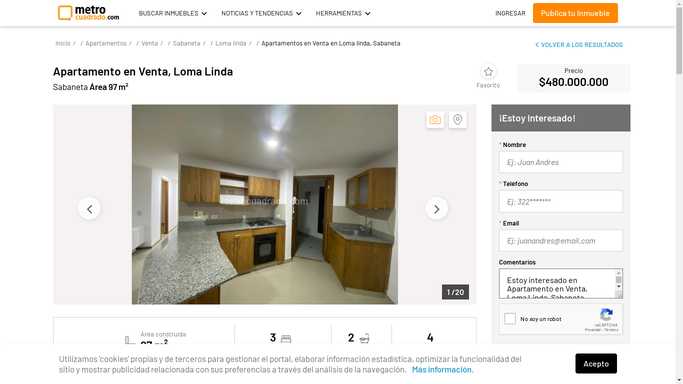 metro
cuadrado.com
BUSCAR INMUEBLES
NOTICIAS Y TENDENCIAS
HERRAMIENTAS
INGRESAR
Publica tu inmueble
Inicio / / Apartamentos / / Venta / / Sabaneta / / Loma linda / / Apartamentos en Venta en Loma linda, Sabaneta
VOLVER A LOS RESULTADOS
Apartamento en Venta, Loma Linda
Sabaneta Área 97 m²
Favorito
Precio
$480.000.000
1 / 20
¡Estoy Interesado!
* Nombre
Ej: Juan Andres
* Teléfono
Ej: 322*******
* Email
Ej: juanandres@email.com
Comentarios
Estoy interesado en
Apartamento en Venta,
Loma Linda, Sabaneta
No soy un robot
reCAPTCHA
Privacidad - Términos
Área construida
97 m²
3
2
4
Utilizamos 'cookies' propias y de terceros para gestionar el portal, elaborar información estadística, optimizar la funcionalidad del
sitio y mostrar publicidad relacionada con sus preferencias a través del análisis de la navegación. Más información.
Acepto